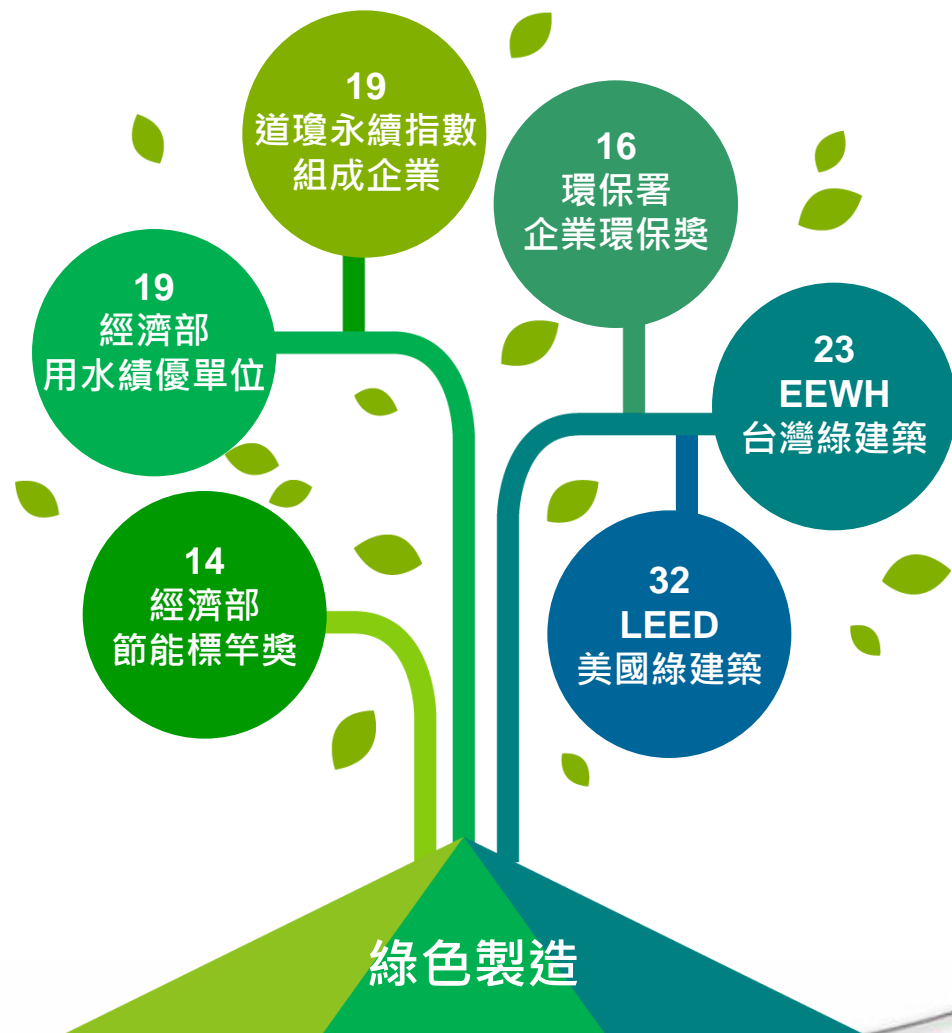 19
道瓊永續指數
組成企業
16
環保署
企業環保獎
19
經濟部
用水績優單位
23
EEWH
台灣綠建築
14
經濟部
節能標竿獎
32
LEED
美國綠建築
綠色製造